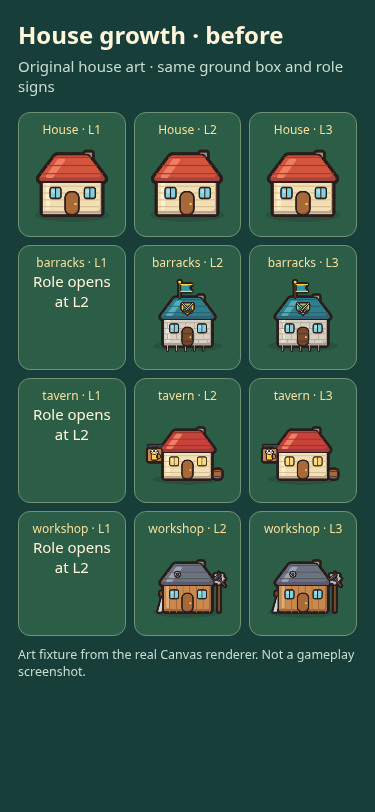 House growth · before
Original house art · same ground box and role
signs
House · L1
House · L2
House · L3
barracks · L1
Role opens
at L2
barracks · L2
barracks · L3
tavern · L1
Role opens
at L2
tavern · L2
tavern · L3
workshop · L1
Role opens
at L2
workshop · L2
workshop · L3
Art fixture from the real Canvas renderer. Not a gameplay
screenshot.